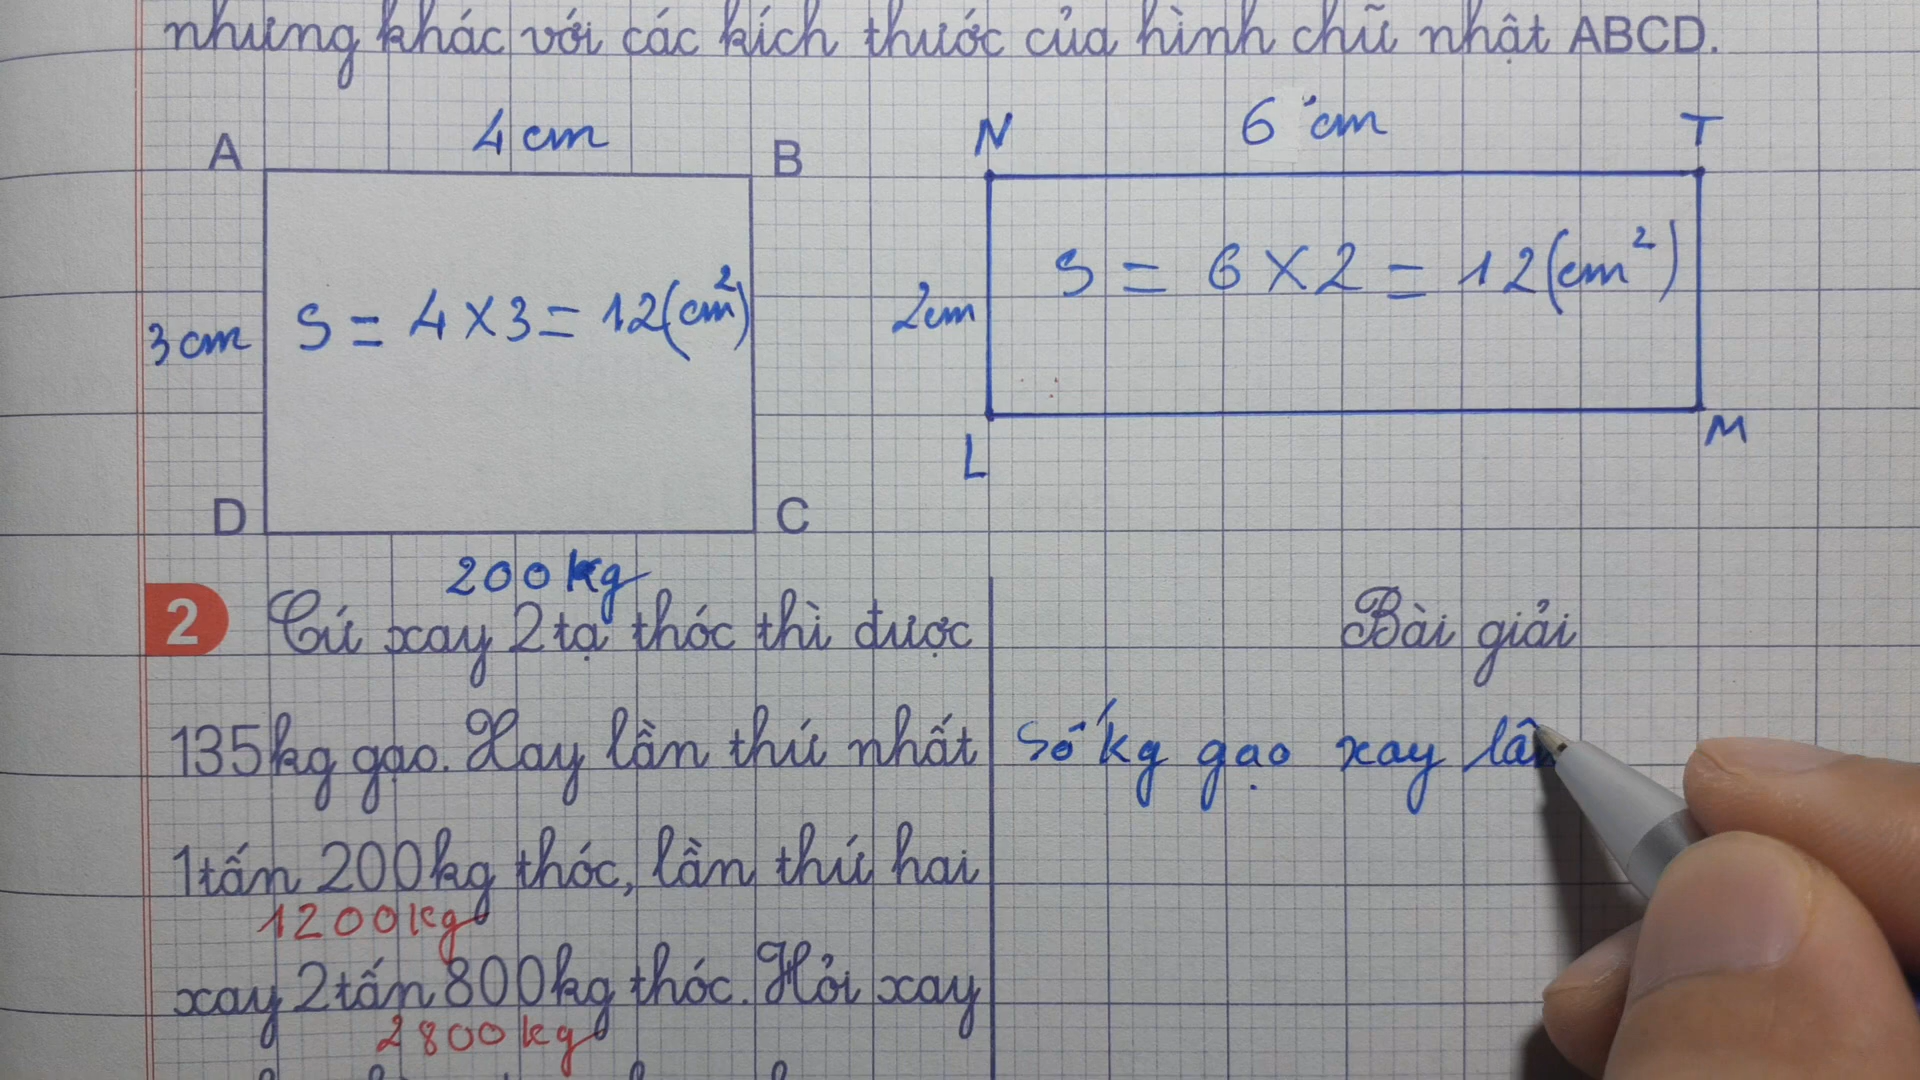 nhưng khác với các kích thước của hình chữ nhật ABCD.
4 cm
A
B
3 cm
S = 4 × 3 = 12 (cm²)
D
C
6 cm
N
T
2cm
S = 6 × 2 = 12 (cm²)
L
M
200 kg
2 Cứ xay 2 tạ thóc thì được
135kg gạo. Xay lần thứ nhất
1 tấn 200kg thóc, lần thứ hai
1200 kg
xay 2 tấn 800kg thóc. Hỏi xay
2800 kg
Bài giải
Số kg gạo xay